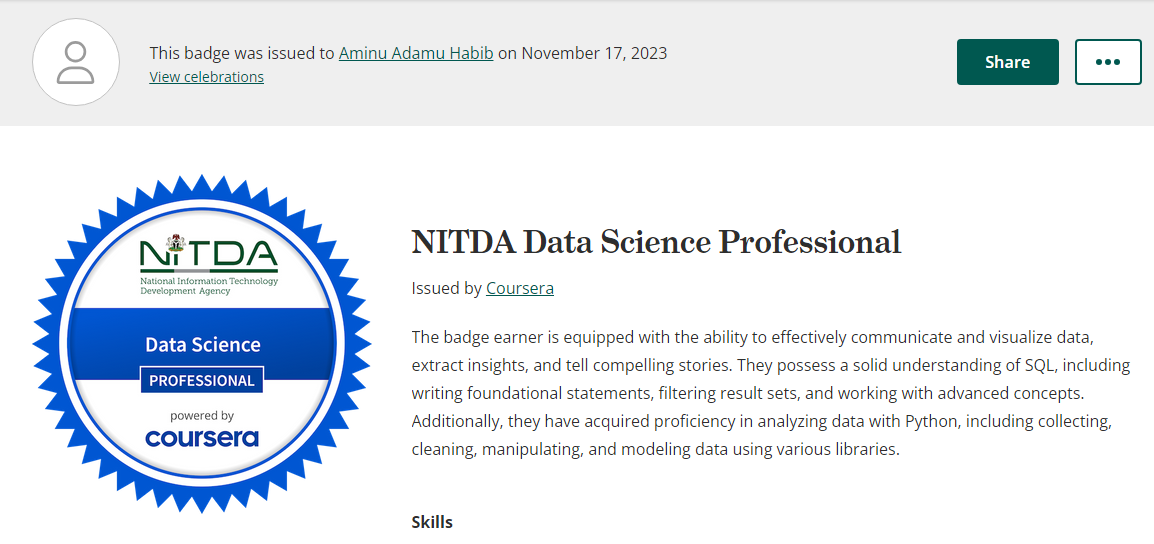 This badge was issued to Aminu Adamu Habib on November 17, 2023
View celebrations
Share
NiTDA
National Information Technology
Development Agency
Data Science
PROFESSIONAL
powered by
coursera
NITDA Data Science Professional
Issued by Coursera
The badge earner is equipped with the ability to effectively communicate and visualize data,
extract insights, and tell compelling stories. They possess a solid understanding of SQL, including
writing foundational statements, filtering result sets, and working with advanced concepts.
Additionally, they have acquired proficiency in analyzing data with Python, including collecting,
cleaning, manipulating, and modeling data using various libraries.
Skills